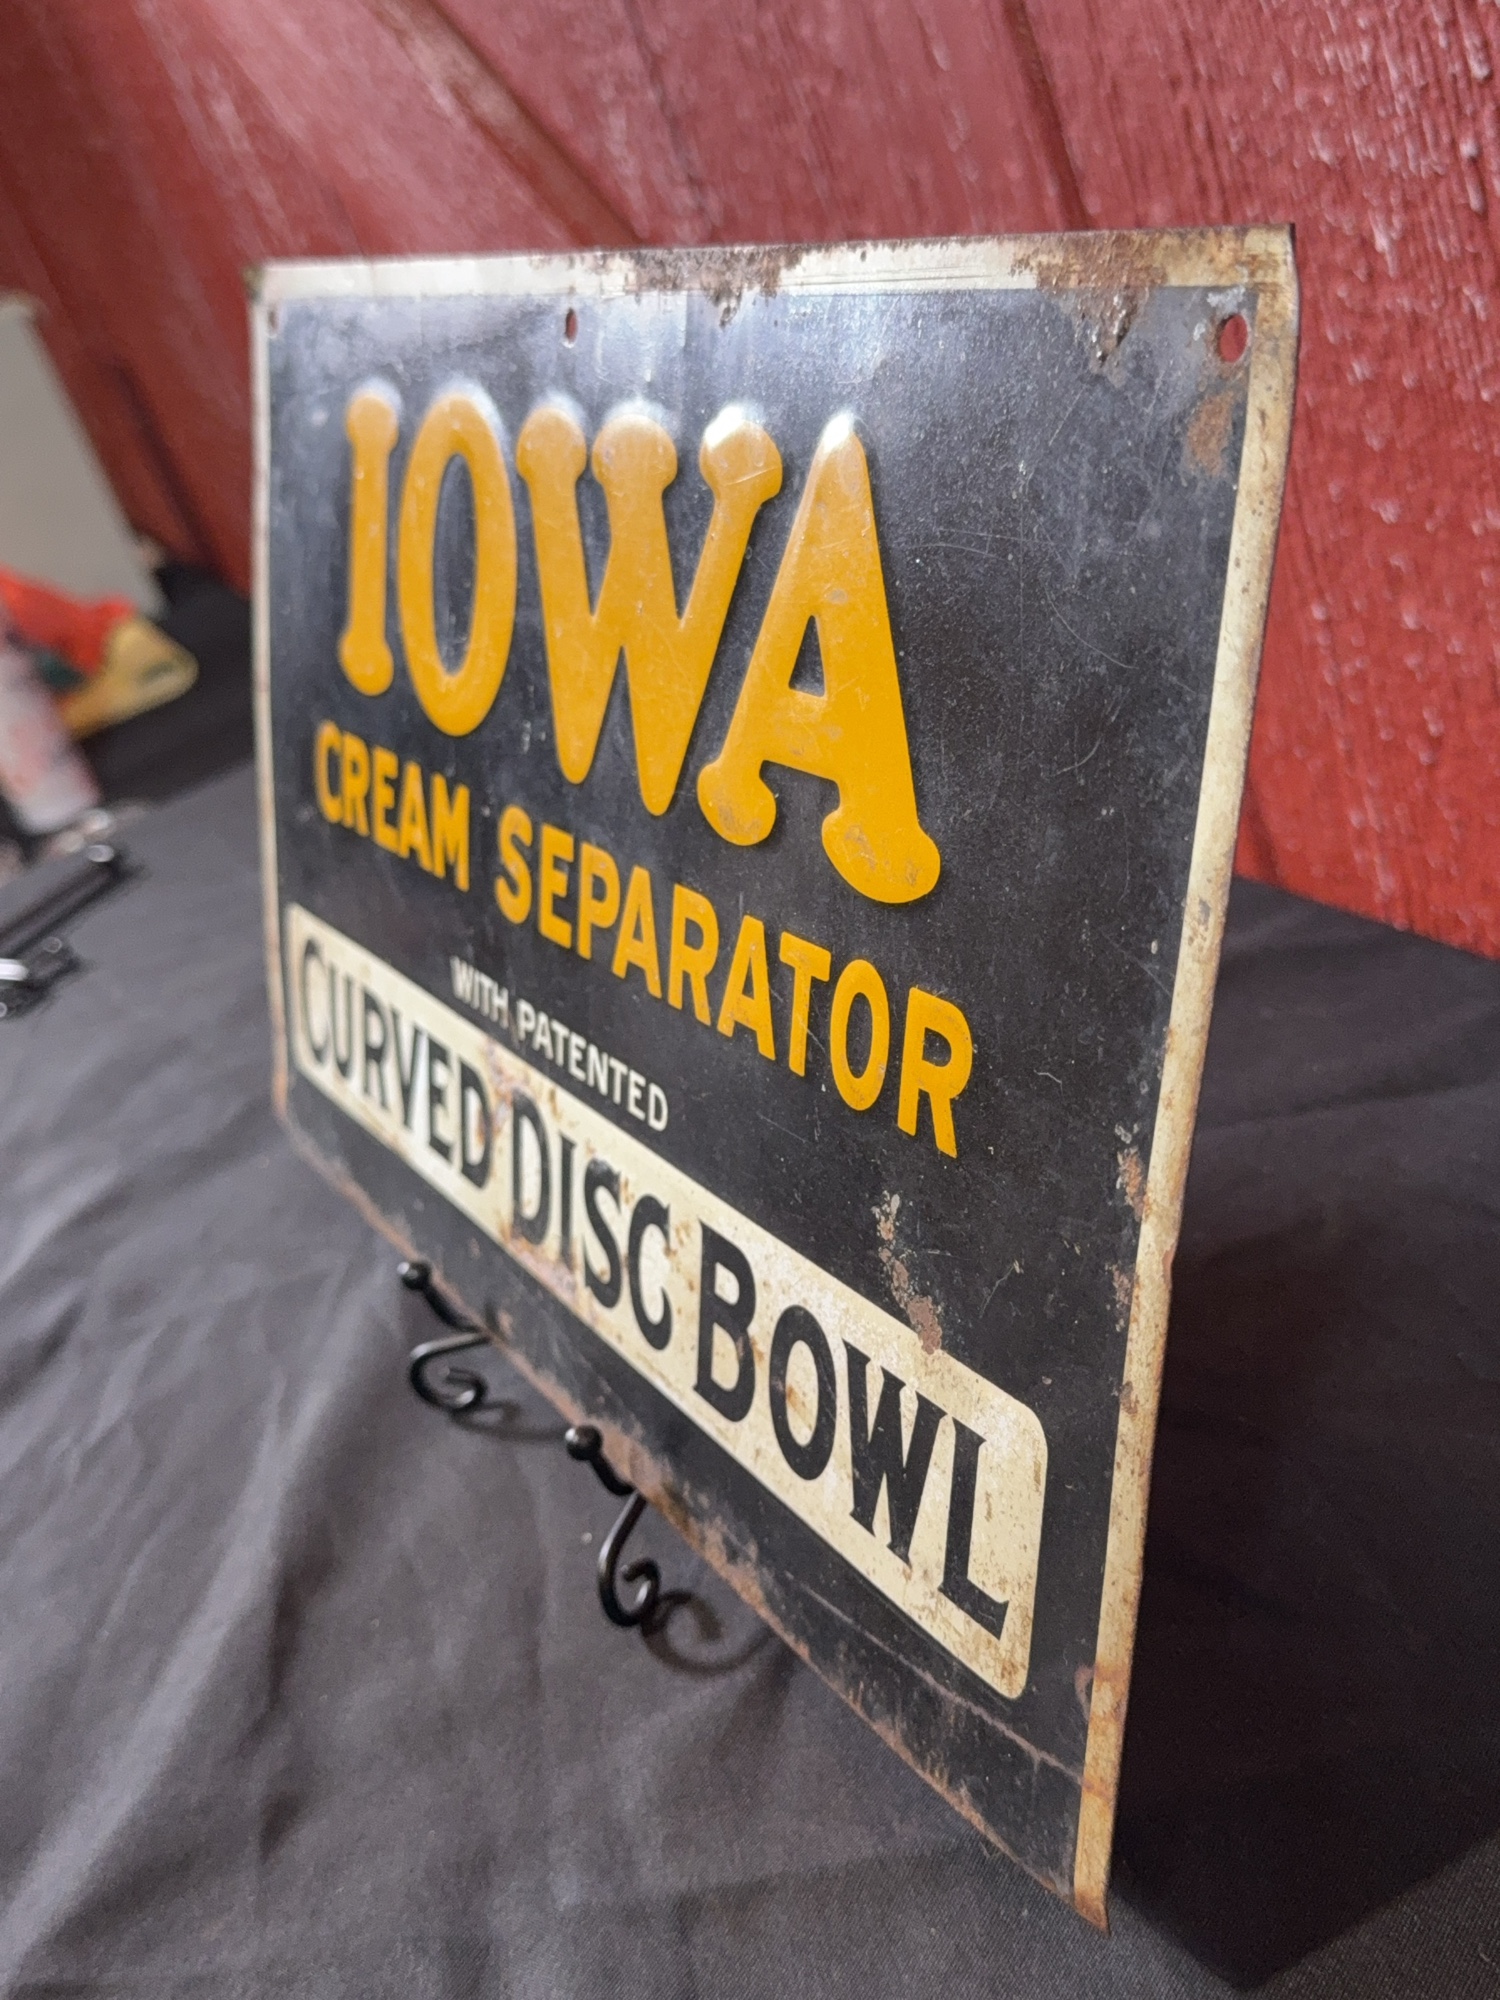 IOWA
CREAM SEPARATOR
WITH PATENTED
CURVED DISC BOWL